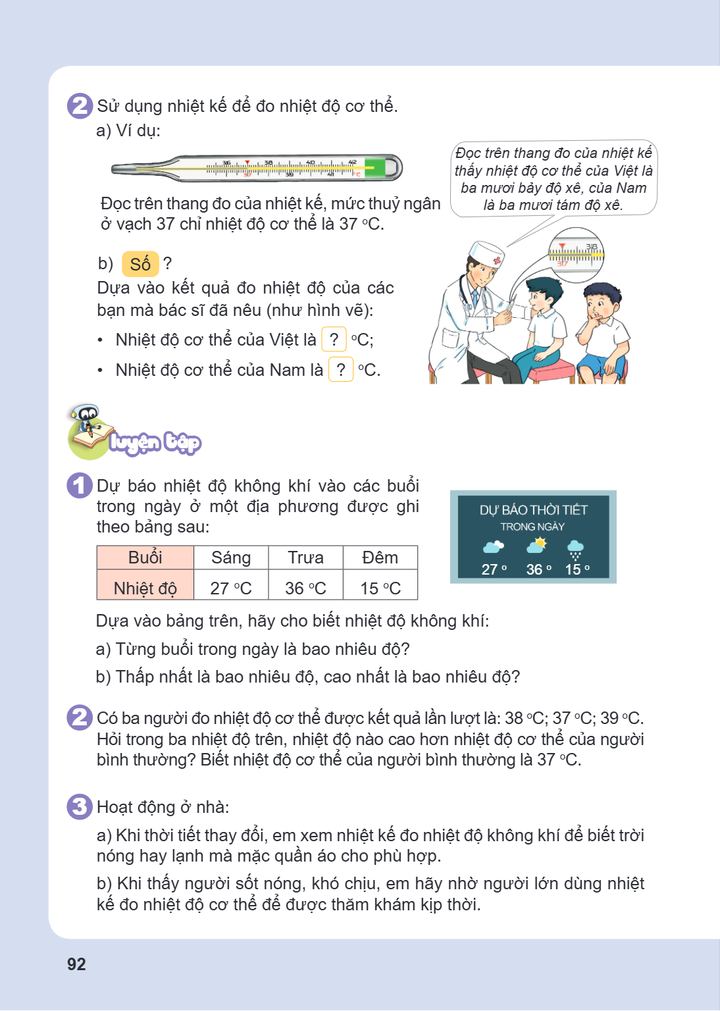 2 Sử dụng nhiệt kế để đo nhiệt độ cơ thể.
a) Ví dụ:
36 38 40 42
37 39 41 °C
Đọc trên thang đo của nhiệt kế, mức thuỷ ngân
ở vạch 37 chỉ nhiệt độ cơ thể là 37 °C.
Đọc trên thang đo của nhiệt kế
thấy nhiệt độ cơ thể của Việt là
ba mươi bảy độ xê, của Nam
là ba mươi tám độ xê.
38
37
b) Số ?
Dựa vào kết quả đo nhiệt độ của các
bạn mà bác sĩ đã nêu (như hình vẽ):
• Nhiệt độ cơ thể của Việt là ? °C;
• Nhiệt độ cơ thể của Nam là ? °C.
luyện tập
1 Dự báo nhiệt độ không khí vào các buổi
trong ngày ở một địa phương được ghi
theo bảng sau:
Buổi Sáng Trưa Đêm
Nhiệt độ 27 °C 36 °C 15 °C
DỰ BÁO THỜI TIẾT
TRONG NGÀY
27 ° 36 ° 15 °
Dựa vào bảng trên, hãy cho biết nhiệt độ không khí:
a) Từng buổi trong ngày là bao nhiêu độ?
b) Thấp nhất là bao nhiêu độ, cao nhất là bao nhiêu độ?
2 Có ba người đo nhiệt độ cơ thể được kết quả lần lượt là: 38 °C; 37 °C; 39 °C.
Hỏi trong ba nhiệt độ trên, nhiệt độ nào cao hơn nhiệt độ cơ thể của người
bình thường? Biết nhiệt độ cơ thể của người bình thường là 37 °C.
3 Hoạt động ở nhà:
a) Khi thời tiết thay đổi, em xem nhiệt kế đo nhiệt độ không khí để biết trời
nóng hay lạnh mà mặc quần áo cho phù hợp.
b) Khi thấy người sốt nóng, khó chịu, em hãy nhờ người lớn dùng nhiệt
kế đo nhiệt độ cơ thể để được thăm khám kịp thời.
92